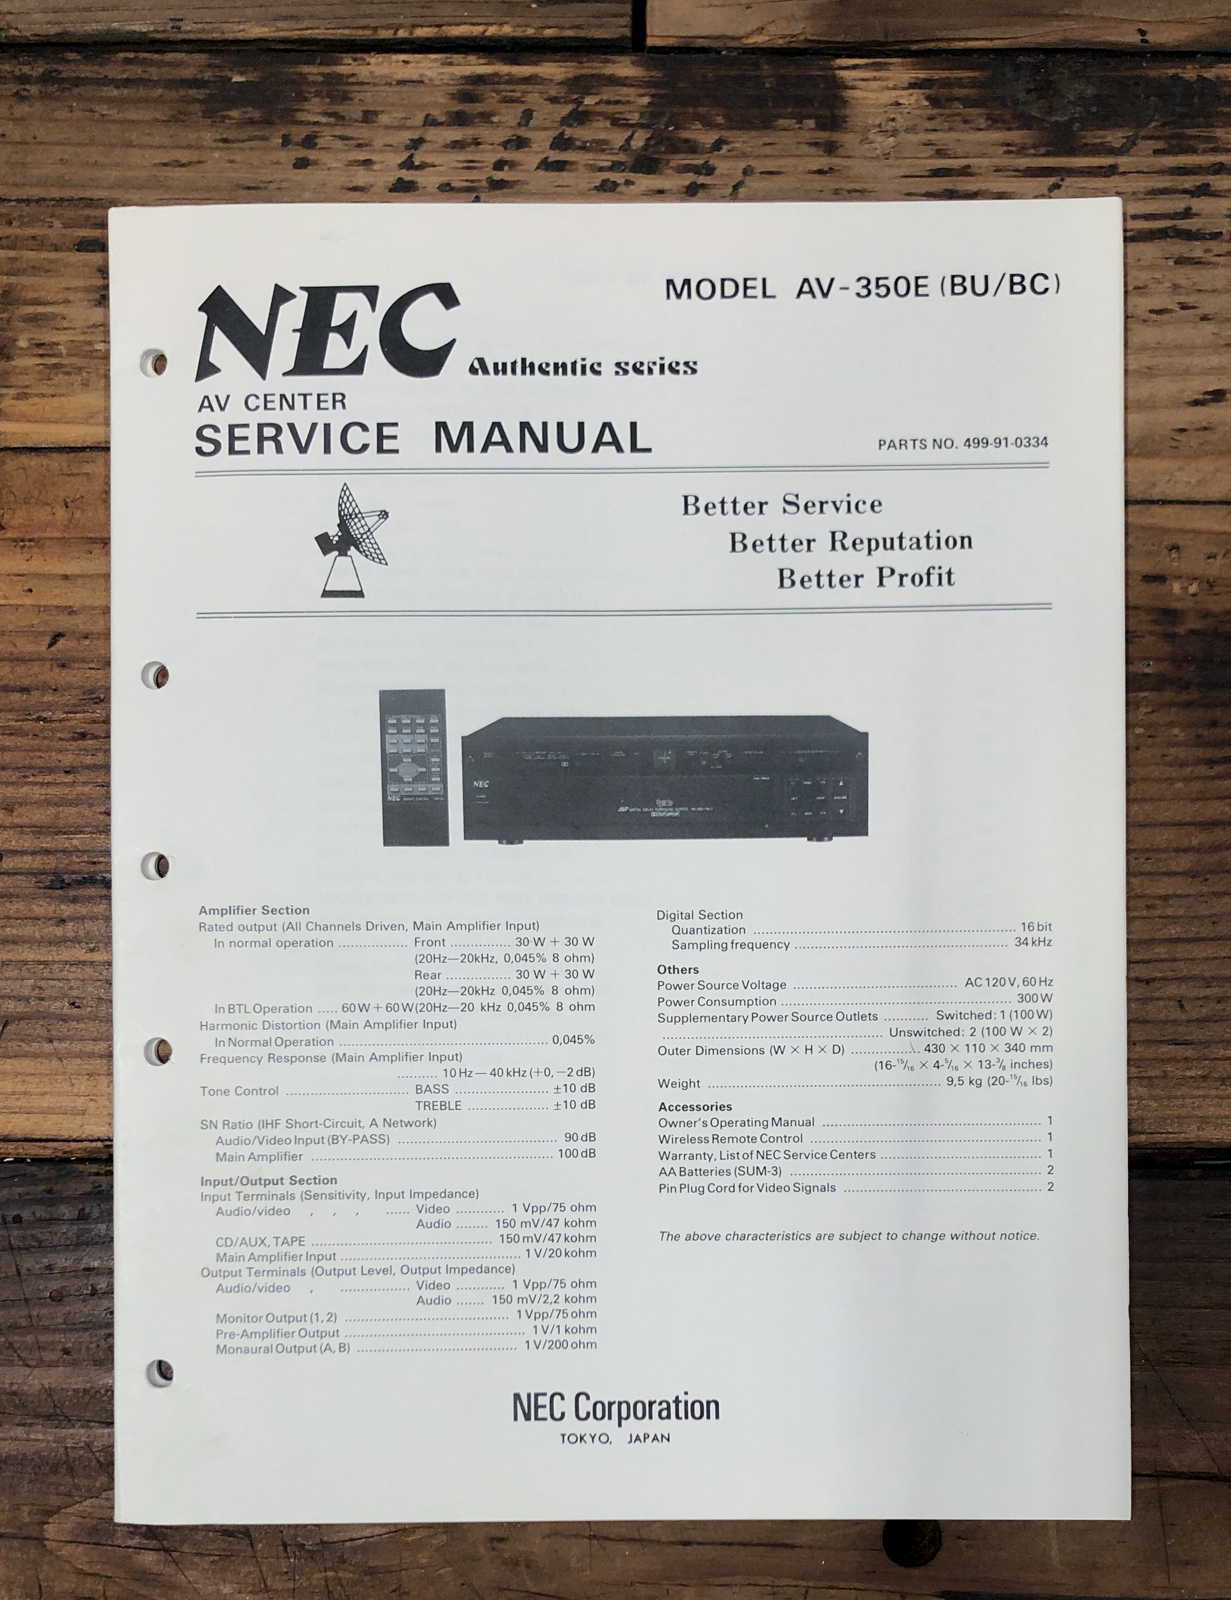 MODEL AV-350E (BU/BC)
NEC Authentic series
AV CENTER
SERVICE MANUAL
PARTS NO. 499-91-0334
Better Service
Better Reputation
Better Profit
NEC
NEC
Amplifier Section
Rated output (All Channels Driven, Main Amplifier Input)
In normal operation ................. Front ............... 30 W + 30 W
(20Hz—20kHz, 0,045% 8 ohm)
Rear ................ 30 W + 30 W
(20Hz—20kHz 0,045% 8 ohm)
In BTL Operation ..... 60 W + 60 W (20Hz—20 kHz 0,045% 8 ohm
Harmonic Distortion (Main Amplifier Input)
In Normal Operation ..................................................... 0,045%
Frequency Response (Main Amplifier Input)
.......... 10 Hz — 40 kHz (+0, −2 dB)
Tone Control ............................... BASS ....................... ±10 dB
TREBLE .................... ±10 dB
SN Ratio (IHF Short-Circuit, A Network)
Audio/Video Input (BY-PASS) ....................................... 90 dB
Main Amplifier ............................................................ 100 dB
Input/Output Section
Input Terminals (Sensitivity, Input Impedance)
Audio/video , , , ...... Video ............ 1 Vpp/75 ohm
Audio ........ 150 mV/47 kohm
CD/AUX, TAPE ............................................. 150 mV/47 kohm
Main Amplifier Input ............................................ 1 V/20 kohm
Output Terminals (Output Level, Output Impedance)
Audio/video , ................. Video ............ 1 Vpp/75 ohm
Audio ....... 150 mV/2,2 kohm
Monitor Output (1, 2) ........................................ 1 Vpp/75 ohm
Pre-Amplifier Output ............................................ 1 V/1 kohm
Monaural Output (A, B) ....................................... 1 V/200 ohm
Digital Section
Quantization ................................................................ 16 bit
Sampling frequency ..................................................... 34 kHz
Others
Power Source Voltage ........................................ AC 120 V, 60 Hz
Power Consumption ......................................................... 300 W
Supplementary Power Source Outlets ........... Switched: 1 (100 W)
...................................................... Unswitched: 2 (100 W × 2)
Outer Dimensions (W × H × D) ................. 430 × 110 × 340 mm
(16-15/16 × 4-5/16 × 13-3/8 inches)
Weight ......................................................... 9,5 kg (20-15/16 lbs)
Accessories
Owner's Operating Manual ...................................................... 1
Wireless Remote Control ......................................................... 1
Warranty, List of NEC Service Centers ....................................... 1
AA Batteries (SUM-3) ............................................................. 2
Pin Plug Cord for Video Signals ................................................ 2
The above characteristics are subject to change without notice.
NEC Corporation
TOKYO, JAPAN